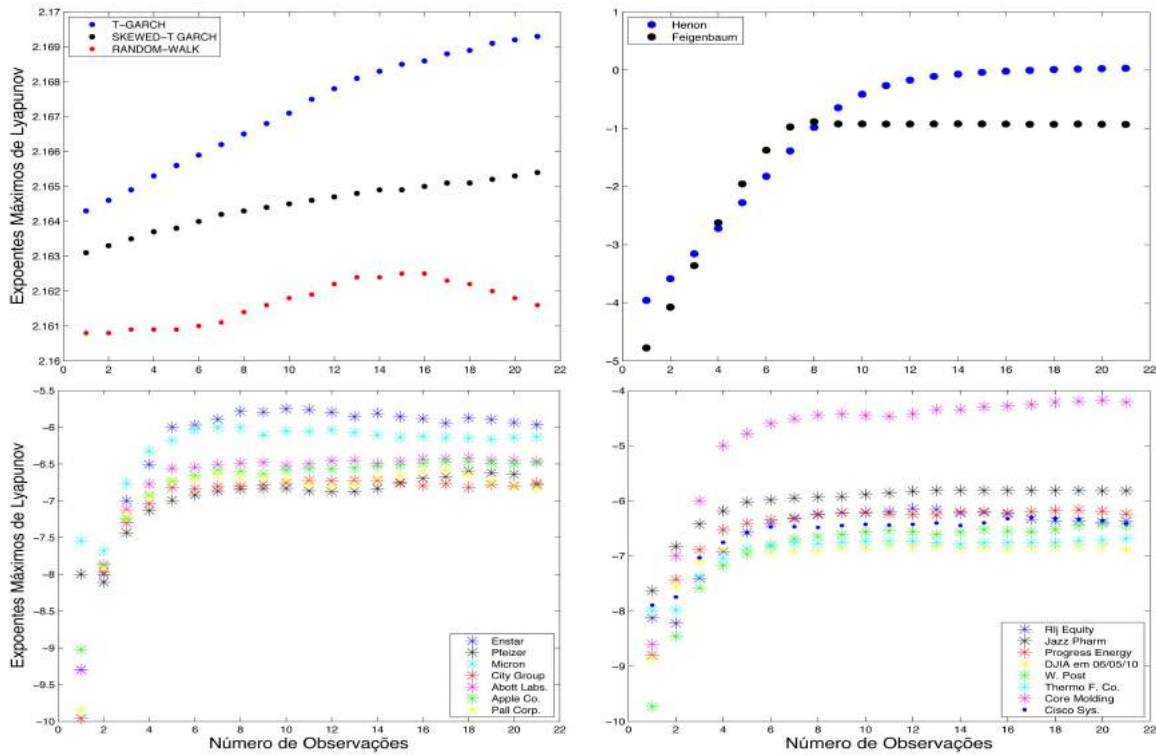 Expoentes Máximos de Lyapunov
2.17
2.169
2.168
2.167
2.166
2.165
2.164
2.163
2.162
2.161
2.16
T-GARCH
SKEWED-T GARCH
RANDOM-WALK
0 2 4 6 8 10 12 14 16 18 20 22
1
0
-1
-2
-3
-4
-5
Henon
Feigenbaum
0 2 4 6 8 10 12 14 16 18 20 22
Expoentes Máximos de Lyapunov
-5.5
-6
-6.5
-7
-7.5
-8
-8.5
-9
-9.5
-10
Enstar
Pfeizer
Micron
City Group
Abott Labs.
Apple Co.
Pall Corp.
0 2 4 6 8 10 12 14 16 18 20 22
Número de Observações
-4
-5
-6
-7
-8
-9
-10
Rlj Equity
Jazz Pharm
Progress Energy
DJIA em 06/05/10
W. Post
Thermo F. Co.
Core Molding
Cisco Sys.
0 2 4 6 8 10 12 14 16 18 20 22
Número de Observações